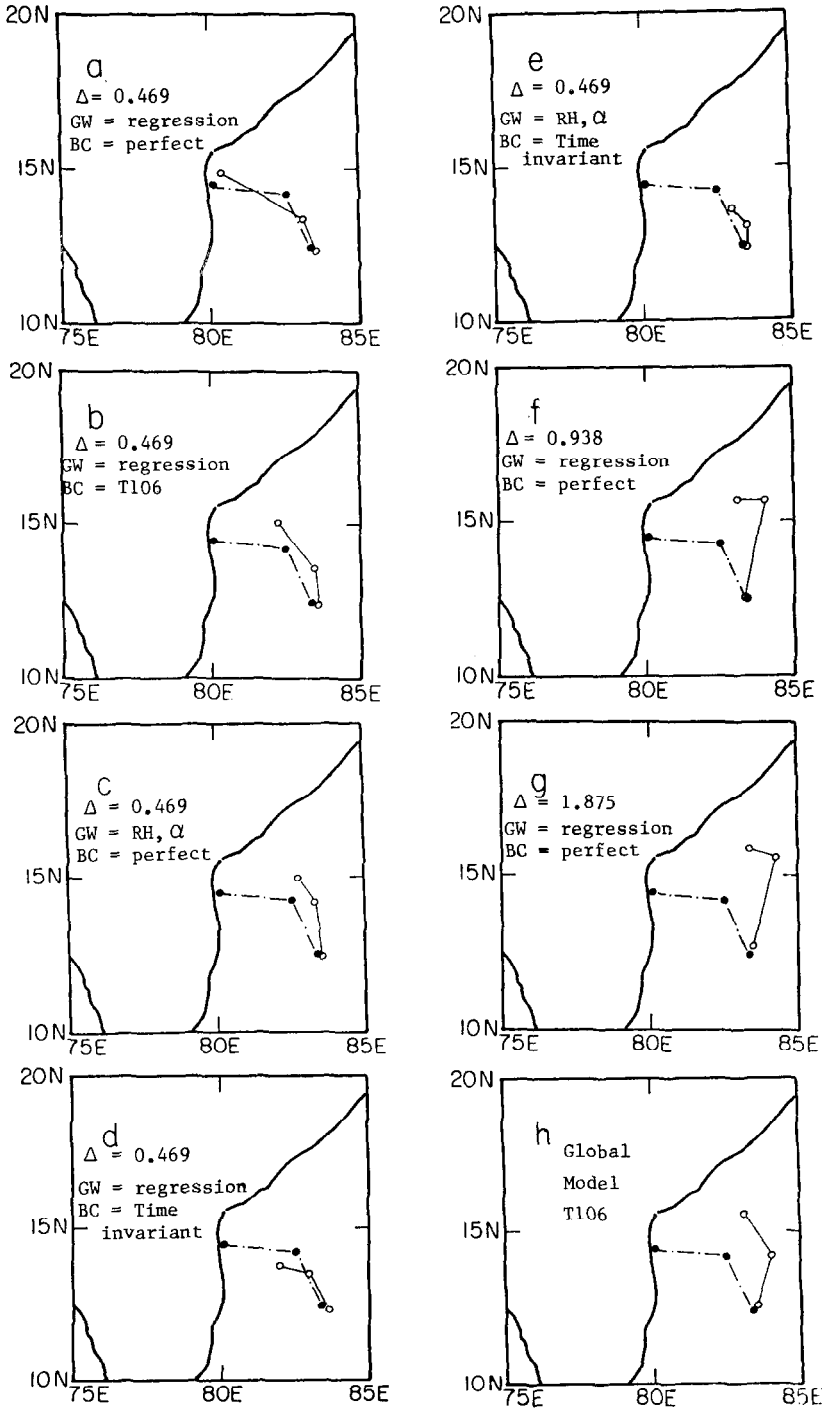 20N
a
Δ= 0.469
GW = regression
BC = perfect
15N
10N
75E 80E 85E
20N
b
Δ = 0.469
GW = regression
BC = T106
15N
10N
75E 80E 85E
20N
c
Δ = 0.469
GW = RH, α
BC = perfect
15N
10N
75E 80E 85E
20N
d
Δ = 0.469
GW = regression
BC = Time
invariant
15N
10N
75E 80E 85E
20N
e
Δ = 0.469
GW = RH, α
BC = Time
invariant
15N
10N
75E 80E 85E
20N
f
Δ = 0.938
GW = regression
BC = perfect
15N
10N
75E 80E 85E
20N
g
Δ = 1.875
GW = regression
BC = perfect
15N
10N
75E 80E 85E
20N
h
Global
Model
T106
15N
10N
75E 80E 85E